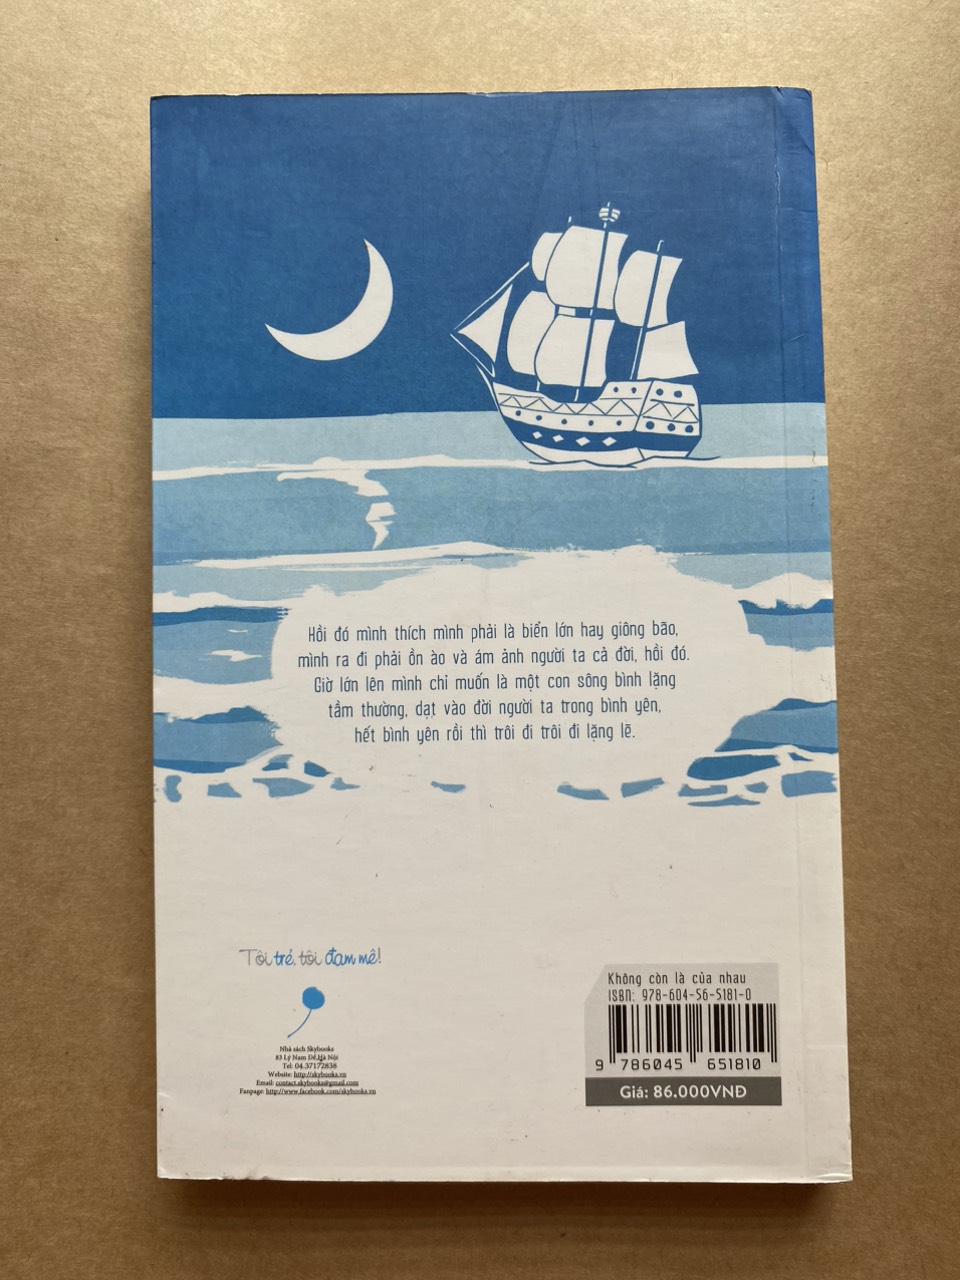 Hồi đó mình thích mình phải là biển lớn hay giông bão,
mình ra đi phải ồn ào và ám ảnh người ta cả đời, hồi đó.
Giờ lớn lên mình chỉ muốn là một con sông bình lặng
tầm thường, dạt vào đời người ta trong bình yên,
hết bình yên rồi thì trôi đi trôi đi lặng lẽ.
Tôi trẻ, tôi đam mê!
Nhà sách Skybooks
83 Lý Nam Đế, Hà Nội
Tel: 04.37172838
Website: http://skybooks.vn
Email: contact.skybooks@gmail.com
Fanpage: http://www.facebook.com/skybooks.vn
Không còn là của nhau
ISBN: 978-604-56-5181-0
9 786045 651810
Giá: 86.000VNĐ